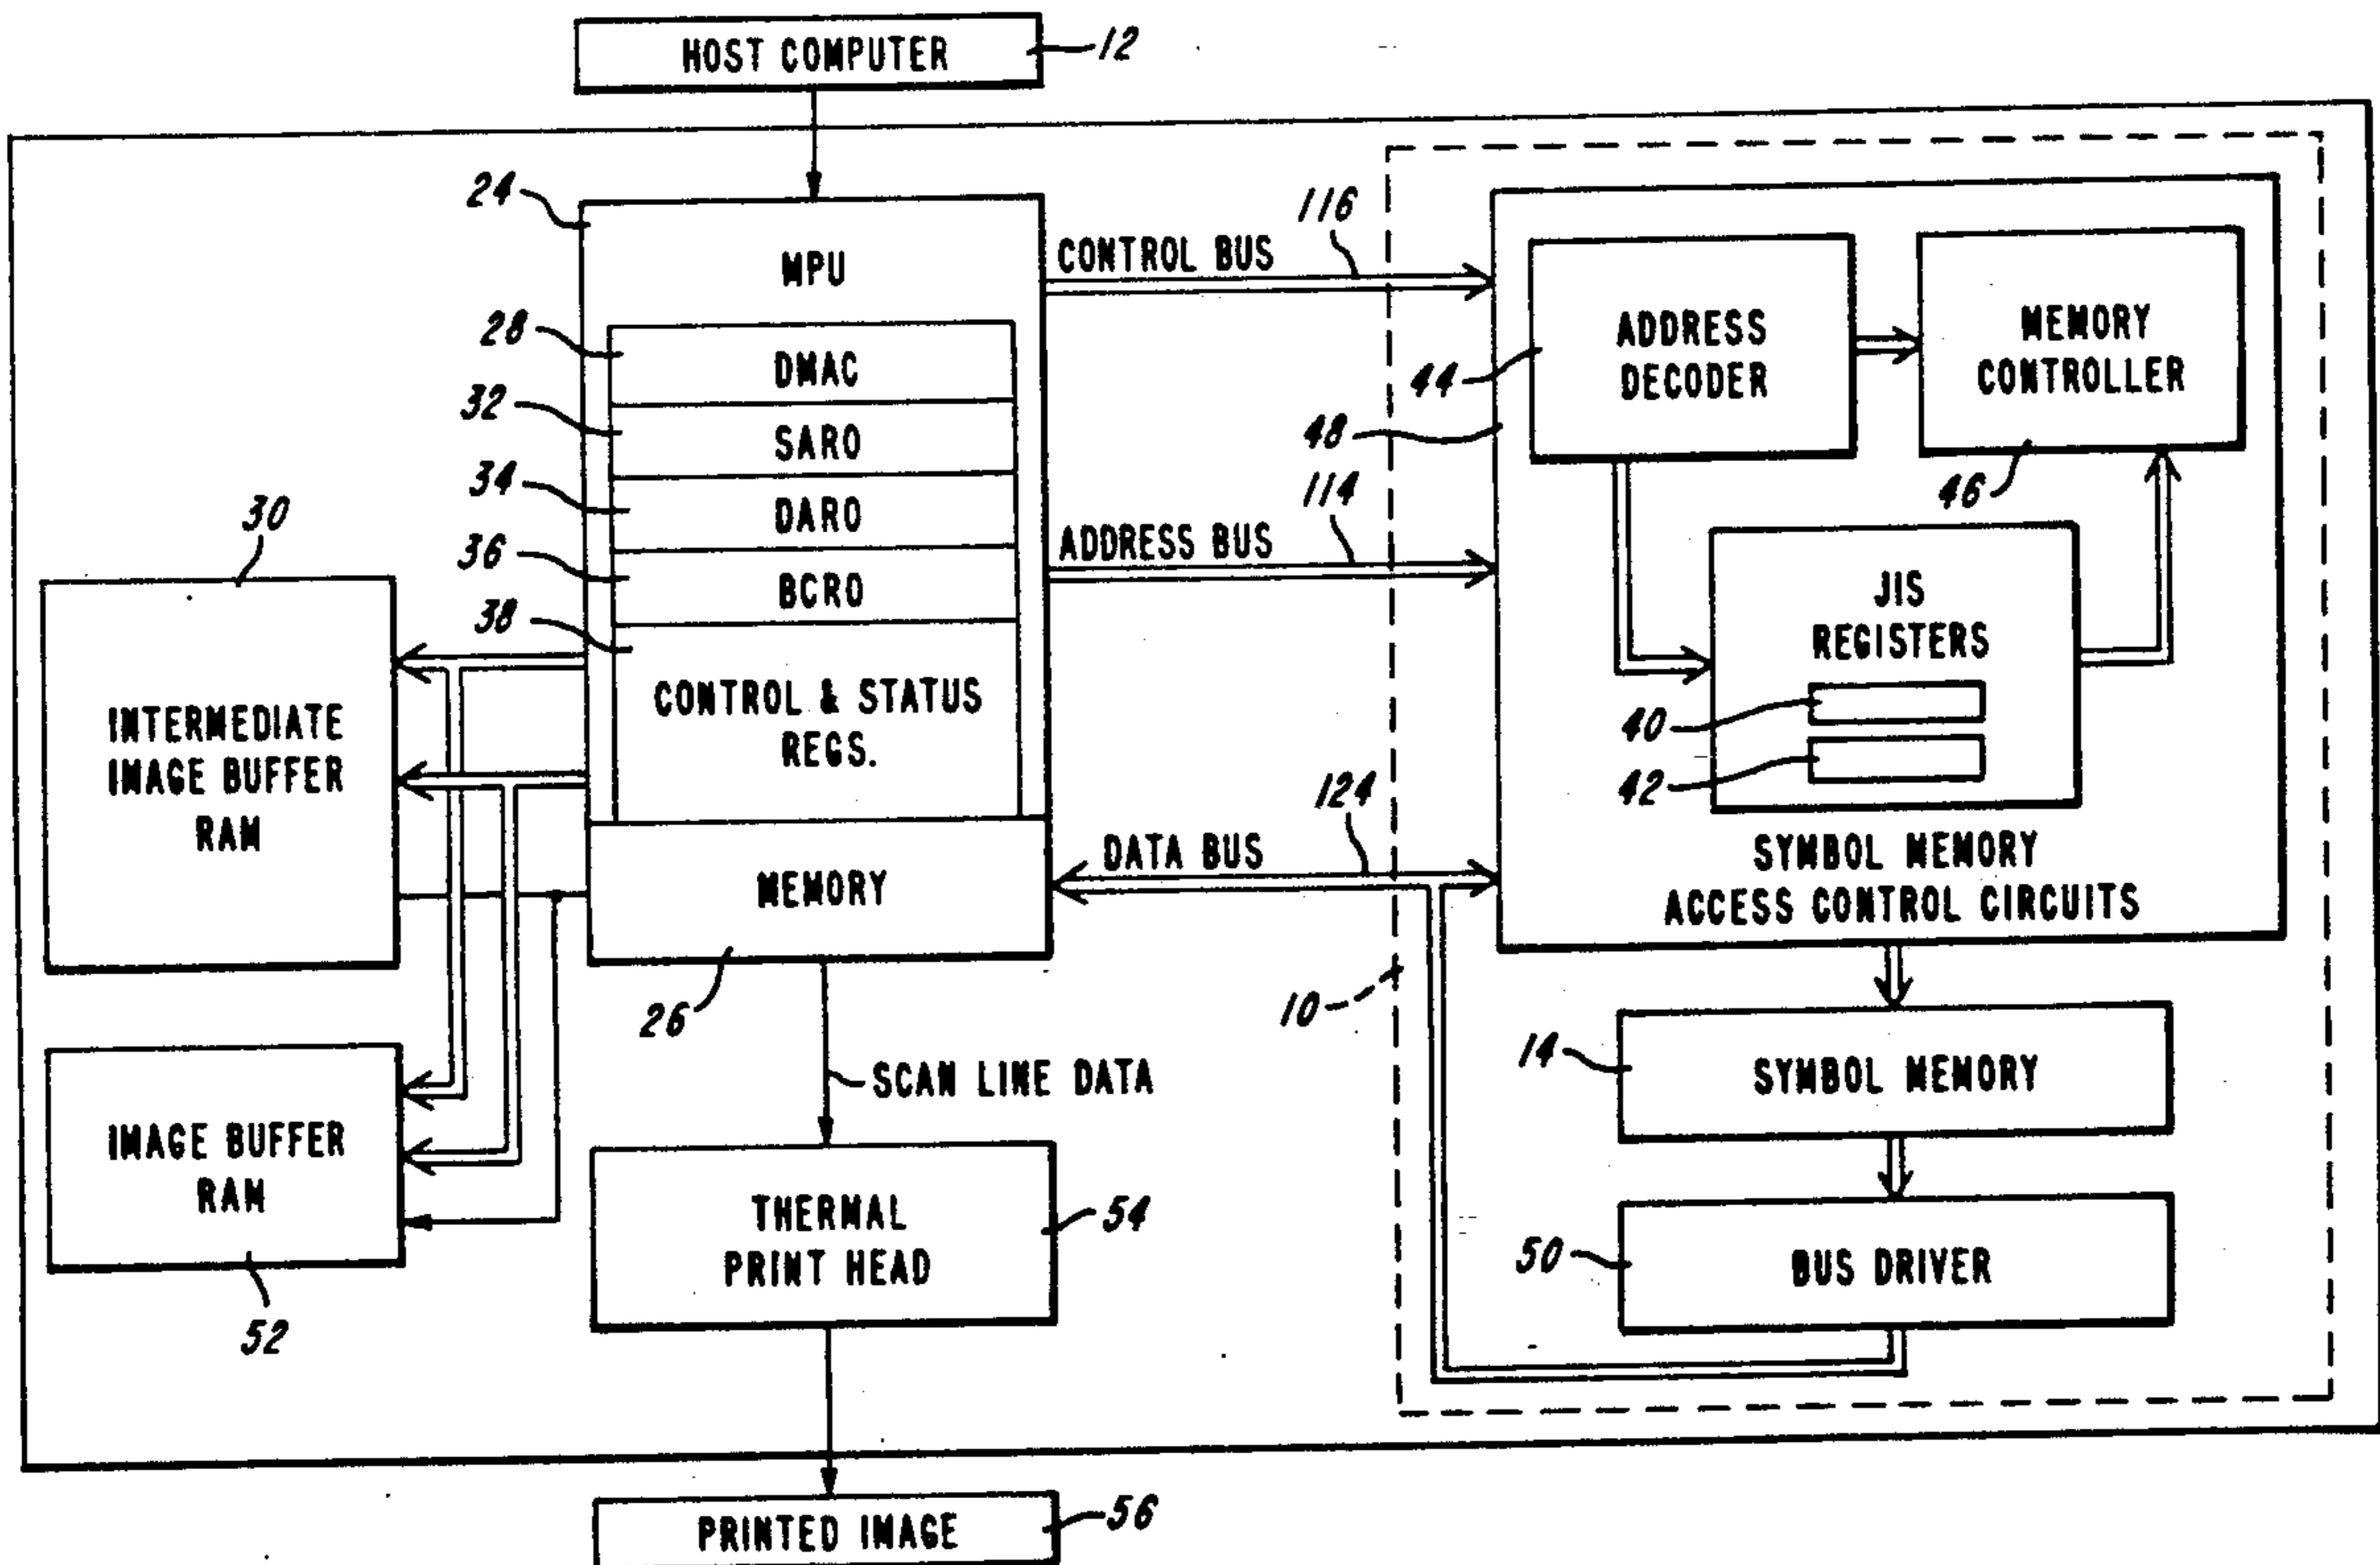 HOST COMPUTER
12
24
MPU
28
DMAC
32
SARO
34
DARO
36
BCRO
38
CONTROL & STATUS
REGS.
MEMORY
26
30
INTERMEDIATE
IMAGE BUFFER
RAM
IMAGE BUFFER
RAM
52
SCAN LINE DATA
THERMAL
PRINT HEAD
54
PRINTED IMAGE
56
CONTROL BUS
116
ADDRESS BUS
114
DATA BUS
124
10
44
ADDRESS
DECODER
MEMORY
CONTROLLER
46
48
JIS
REGISTERS
40
42
SYMBOL MEMORY
ACCESS CONTROL CIRCUITS
14
SYMBOL MEMORY
50
BUS DRIVER